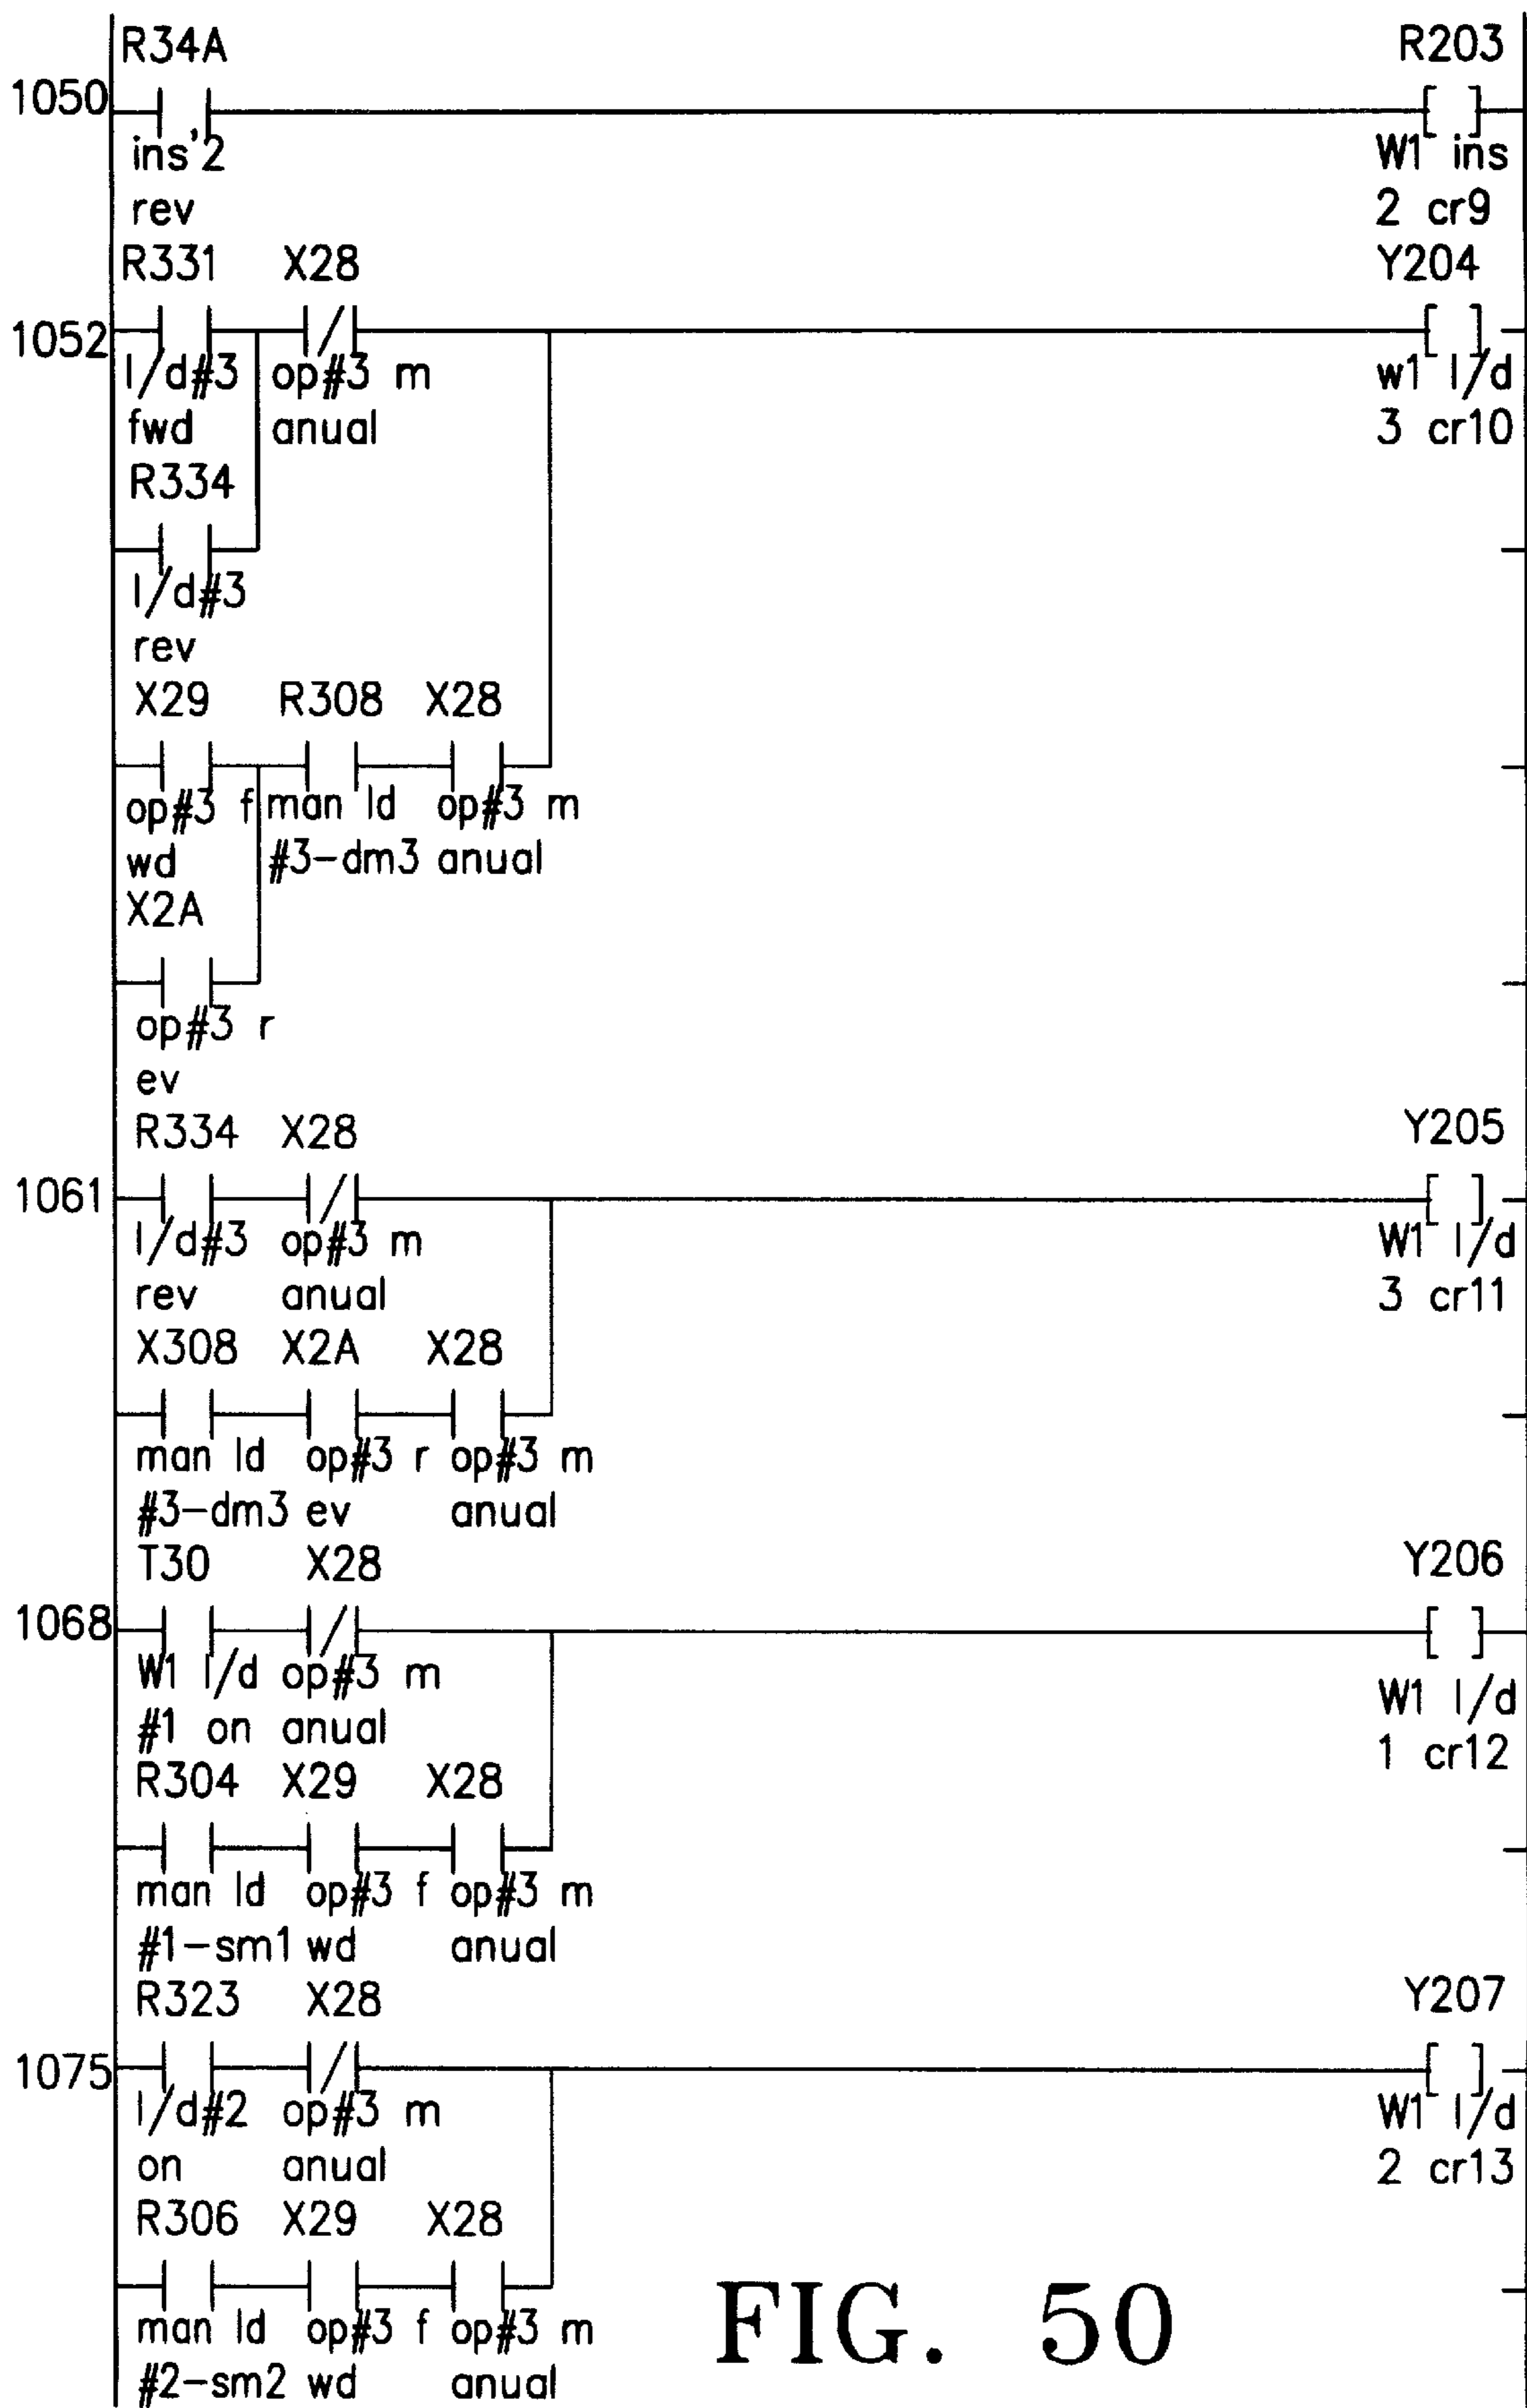 R34A R203
1050
ins'2 W1 ins
rev 2 cr9
R331 X28 Y204
1052
l/d#3 op#3 m w1 l/d
fwd anual 3 cr10
R334
l/d#3
rev
X29 R308 X28
op#3 f man ld op#3 m
wd #3-dm3 anual
X2A
op#3 r
ev
R334 X28 Y205
1061
l/d#3 op#3 m W1 l/d
rev anual 3 cr11
X308 X2A X28
man ld op#3 r op#3 m
#3-dm3 ev anual
T30 X28 Y206
1068
W1 l/d op#3 m W1 l/d
#1 on anual 1 cr12
R304 X29 X28
man ld op#3 f op#3 m
#1-sm1 wd anual
R323 X28 Y207
1075
l/d#2 op#3 m W1 l/d
on anual 2 cr13
R306 X29 X28
man ld op#3 f op#3 m
#2-sm2 wd anual
FIG. 50